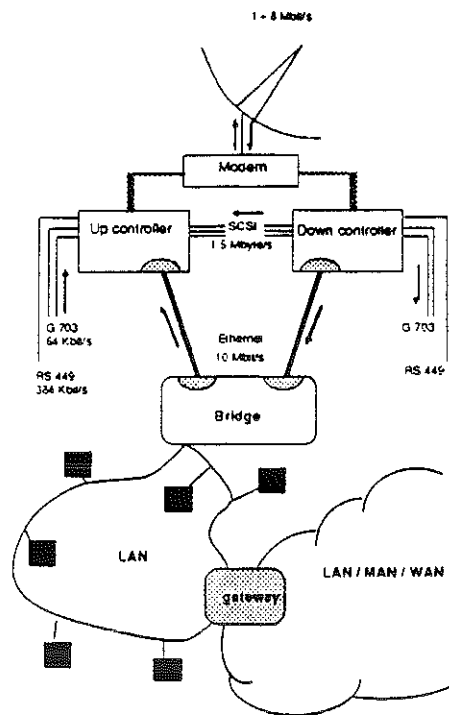 1 ÷ 8 Mbit/s
Modem
Up controller
SCSI
1.5 Mbyte/s
Down controller
G 703
64 Kbit/s
RS 449
384 Kbit/s
Ethernet
10 Mbit/s
G 703
RS 449
Bridge
LAN
gateway
LAN / MAN / WAN